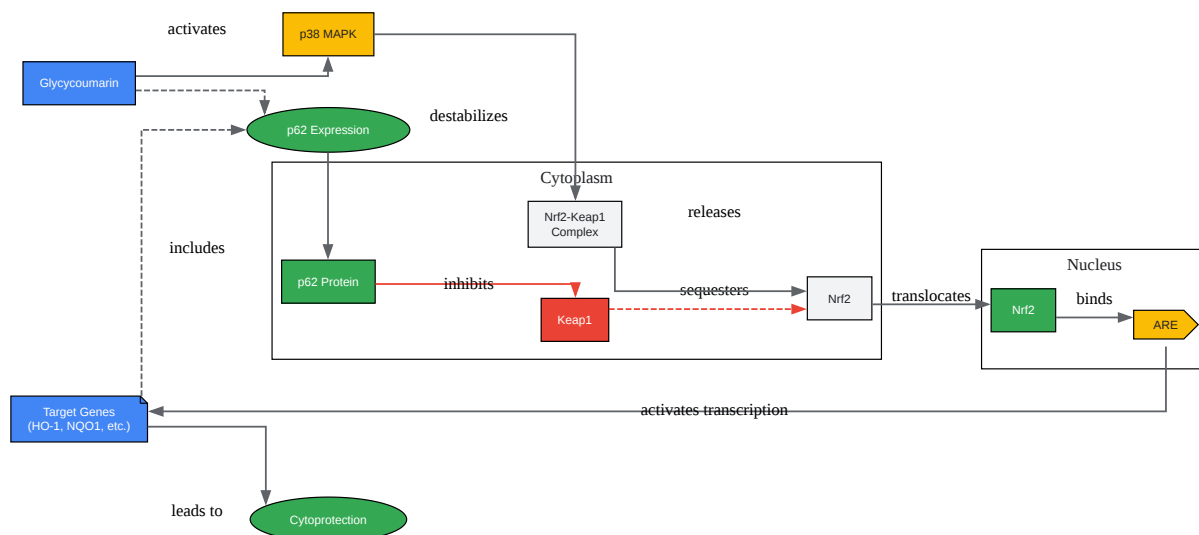 activates
p38 MAPK
Glycycoumarin
destabilizes
p62 Expression
Cytoplasm
Nrf2-Keap1
Complex
releases
includes
p62 Protein
inhibits
Keap1
sequesters
Nrf2
translocates
Nucleus
Nrf2
binds
ARE
Target Genes
(HO-1, NQO1, etc.)
activates transcription
leads to
Cytoprotection